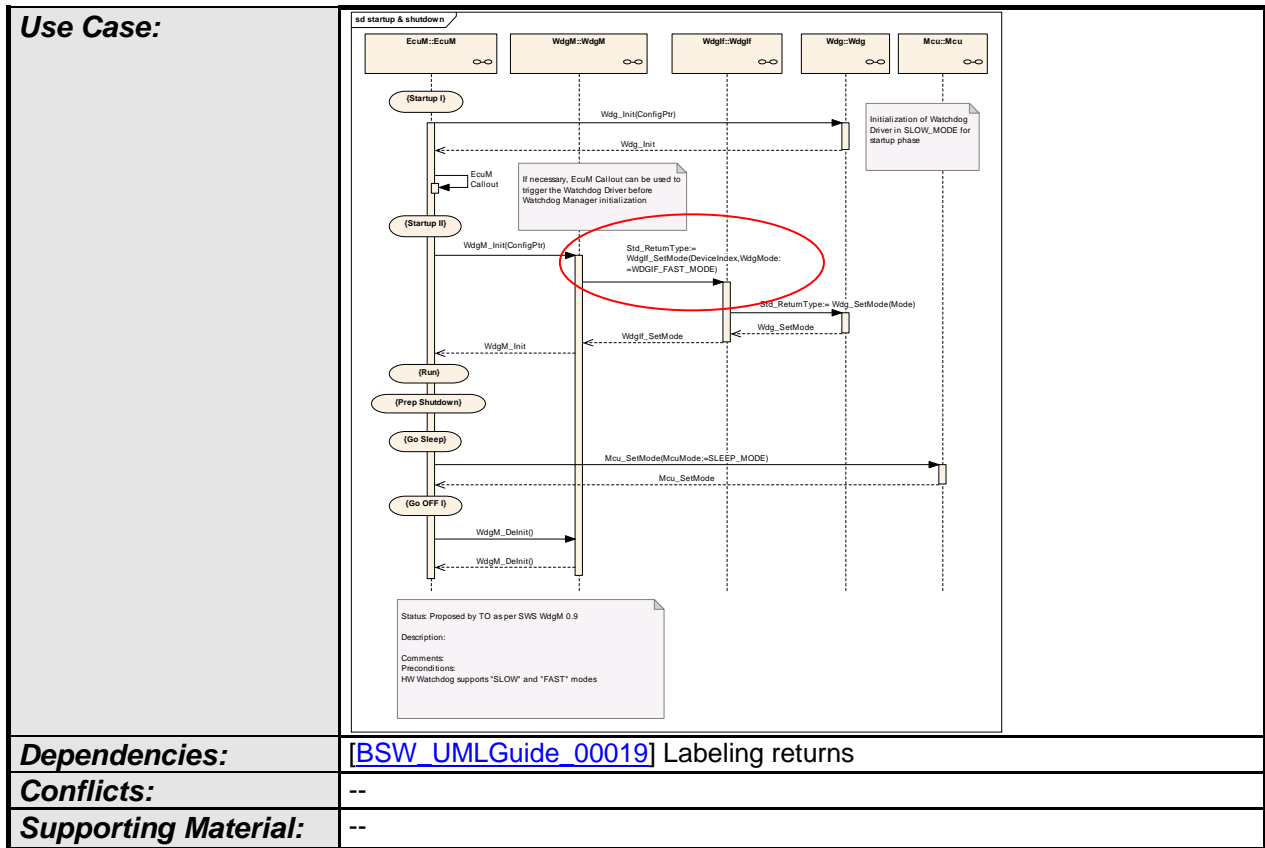 Use Case:
sd startup & shutdown
EcuM::EcuM
WdgM::WdgM
WdgIf::WdgIf
Wdg::Wdg
Mcu::Mcu
{Startup I}
Wdg_Init(ConfigPtr)
Initialization of Watchdog
Driver in SLOW_MODE for
startup phase
Wdg_Init
EcuM
Callout
If necessary, EcuM Callout can be used to
trigger the Watchdog Driver before
Watchdog Manager initialization
{Startup II}
WdgM_Init(ConfigPtr)
Std_ReturnType:=
WdgIf_SetMode(DeviceIndex,WdgMode:
=WDGIF_FAST_MODE)
Std_ReturnType:= Wdg_SetMode(Mode)
Wdg_SetMode
WdgIf_SetMode
WdgM_Init
{Run}
{Prep Shutdown}
{Go Sleep}
Mcu_SetMode(McuMode:=SLEEP_MODE)
Mcu_SetMode
{Go OFF I}
WdgM_DeInit()
WdgM_DeInit()
Status: Proposed by TO as per SWS WdgM 0.9
Description:
Comments:
Preconditions:
HW Watchdog supports "SLOW" and "FAST" modes
Dependencies:
[BSW_UMLGuide_00019] Labeling returns
Conflicts:
--
Supporting Material:
--